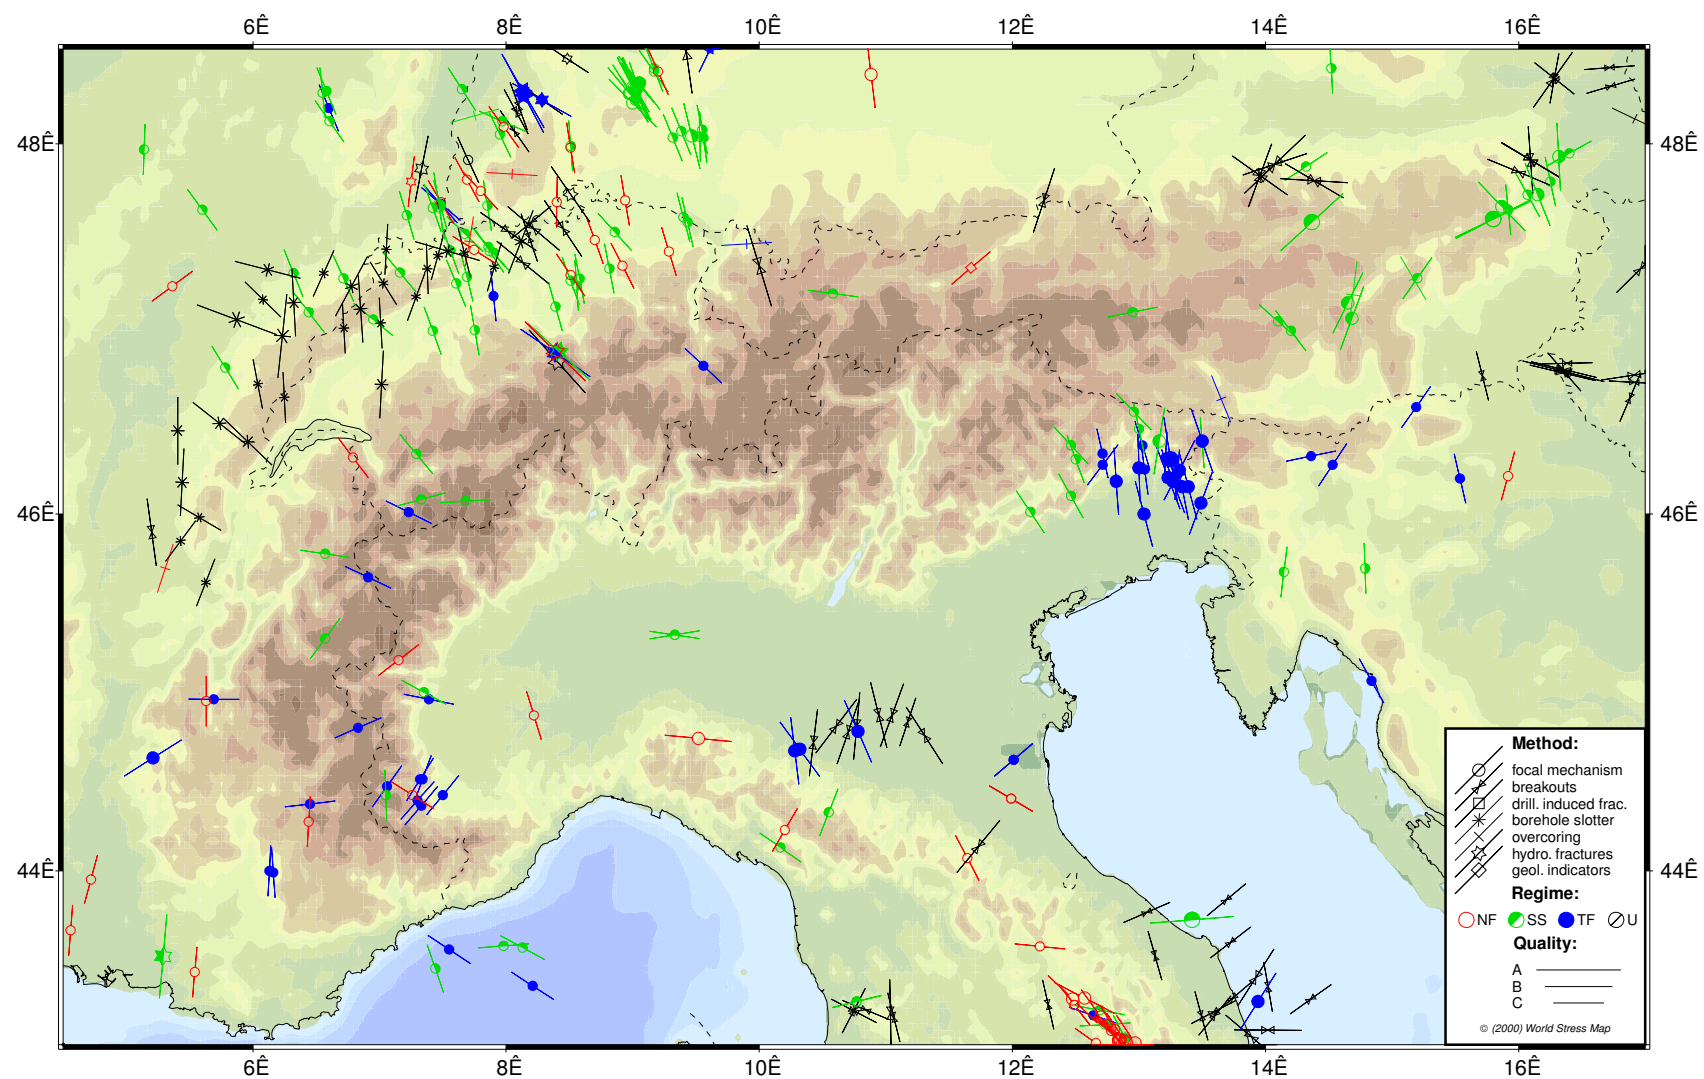 6Ê 8Ê 10Ê 12Ê 14Ê 16Ê
48Ê 48Ê
46Ê 46Ê
44Ê 44Ê
Method:
focal mechanism
breakouts
drill. induced frac.
borehole slotter
overcoring
hydro. fractures
geol. indicators
Regime:
NF SS TF U
Quality:
A
B
C
© (2000) World Stress Map
6Ê 8Ê 10Ê 12Ê 14Ê 16Ê